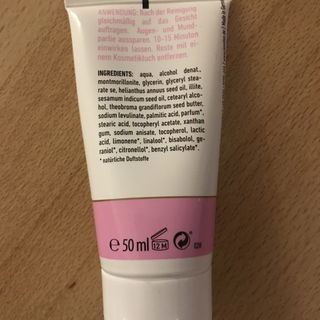 ANWENDUNG: Nach der Reinigung
gleichmäßig auf das Gesicht
auftragen. Augen- und Mund-
partie aussparen. 10-15 Minuten
einwirken lassen. Reste mit ei-
nem Kosmetiktuch entfernen.
INGREDIENTS: aqua, alcohol denat.,
montmorillonite, glycerin, glyceryl steara-
te se, helianthus annuus seed oil, illite,
sesamum indicum seed oil, cetearyl alco-
hol, theobroma grandiflorum seed butter,
sodium levulinate, palmitic acid, parfum*,
stearic acid, tocopheryl acetate, xanthan
gum, sodium anisate, tocopherol, lactic
acid, limonene*, linalool*, bisabolol, ge-
raniol*, citronellol*, benzyl salicylate*.
* natürliche Duftstoffe
e 50 ml 12 M